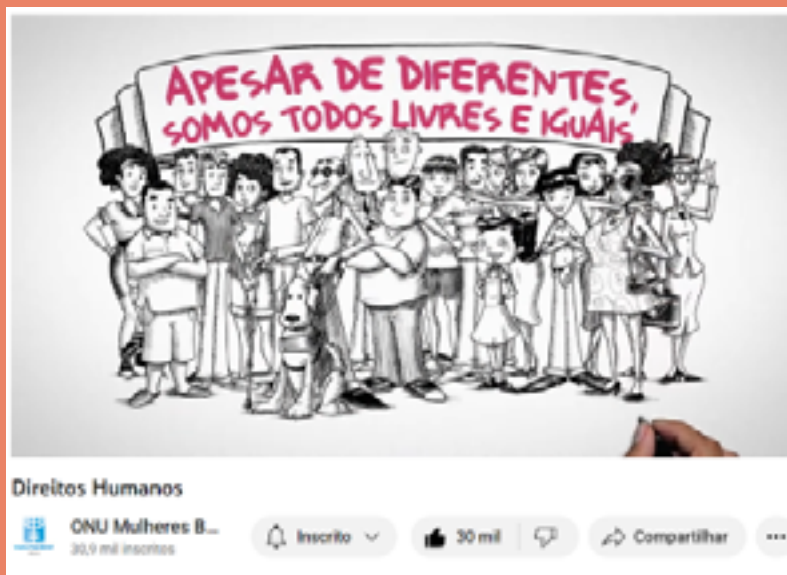 APESAR DE DIFERENTES,
SOMOS TODOS LIVRES E IGUAIS
Direitos Humanos
ONU Mulheres B...
30,9 mil inscritos
Inscrito
30 mil
Compartilhar